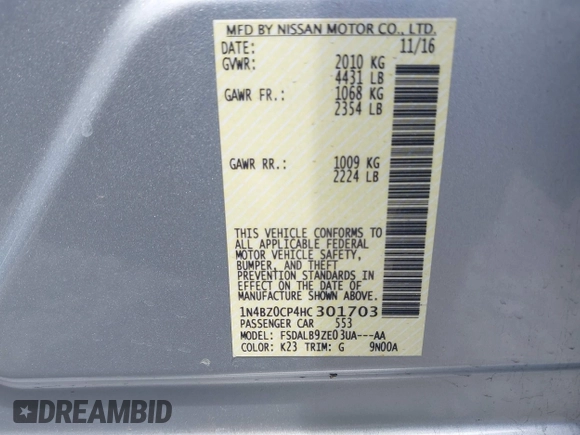 MFD BY NISSAN MOTOR CO., LTD.
DATE: 11/16
GVWR: 2010 KG
4431 LB
GAWR FR.: 1068 KG
2354 LB
GAWR RR.: 1009 KG
2224 LB
THIS VEHICLE CONFORMS TO
ALL APPLICABLE FEDERAL
MOTOR VEHICLE SAFETY,
BUMPER, AND THEFT
PREVENTION STANDARDS IN
EFFECT ON THE DATE OF
MANUFACTURE SHOWN ABOVE.
1N4BZ0CP4HC301703
PASSENGER CAR 553
MODEL: FSDALB9ZE03UA---AA
COLOR: K23 TRIM: G 9N00A
DREAMBID